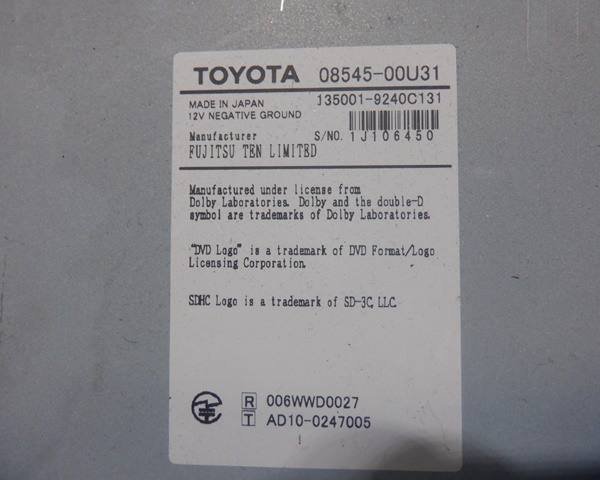 TOYOTA 08545-00U31
MADE IN JAPAN 135001-9240C131
12V NEGATIVE GROUND
Manufacturer S/NO. 1J106450
FUJITSU TEN LIMITED
Manufactured under license from
Dolby Laboratories. Dolby and the double-D
symbol are trademarks of Dolby Laboratories.
"DVD Logo" is a trademark of DVD Format/Logo
Licensing Corporation.
SDHC Logo is a trademark of SD-3C, LLC.
R 006WWD0027
T AD10-0247005